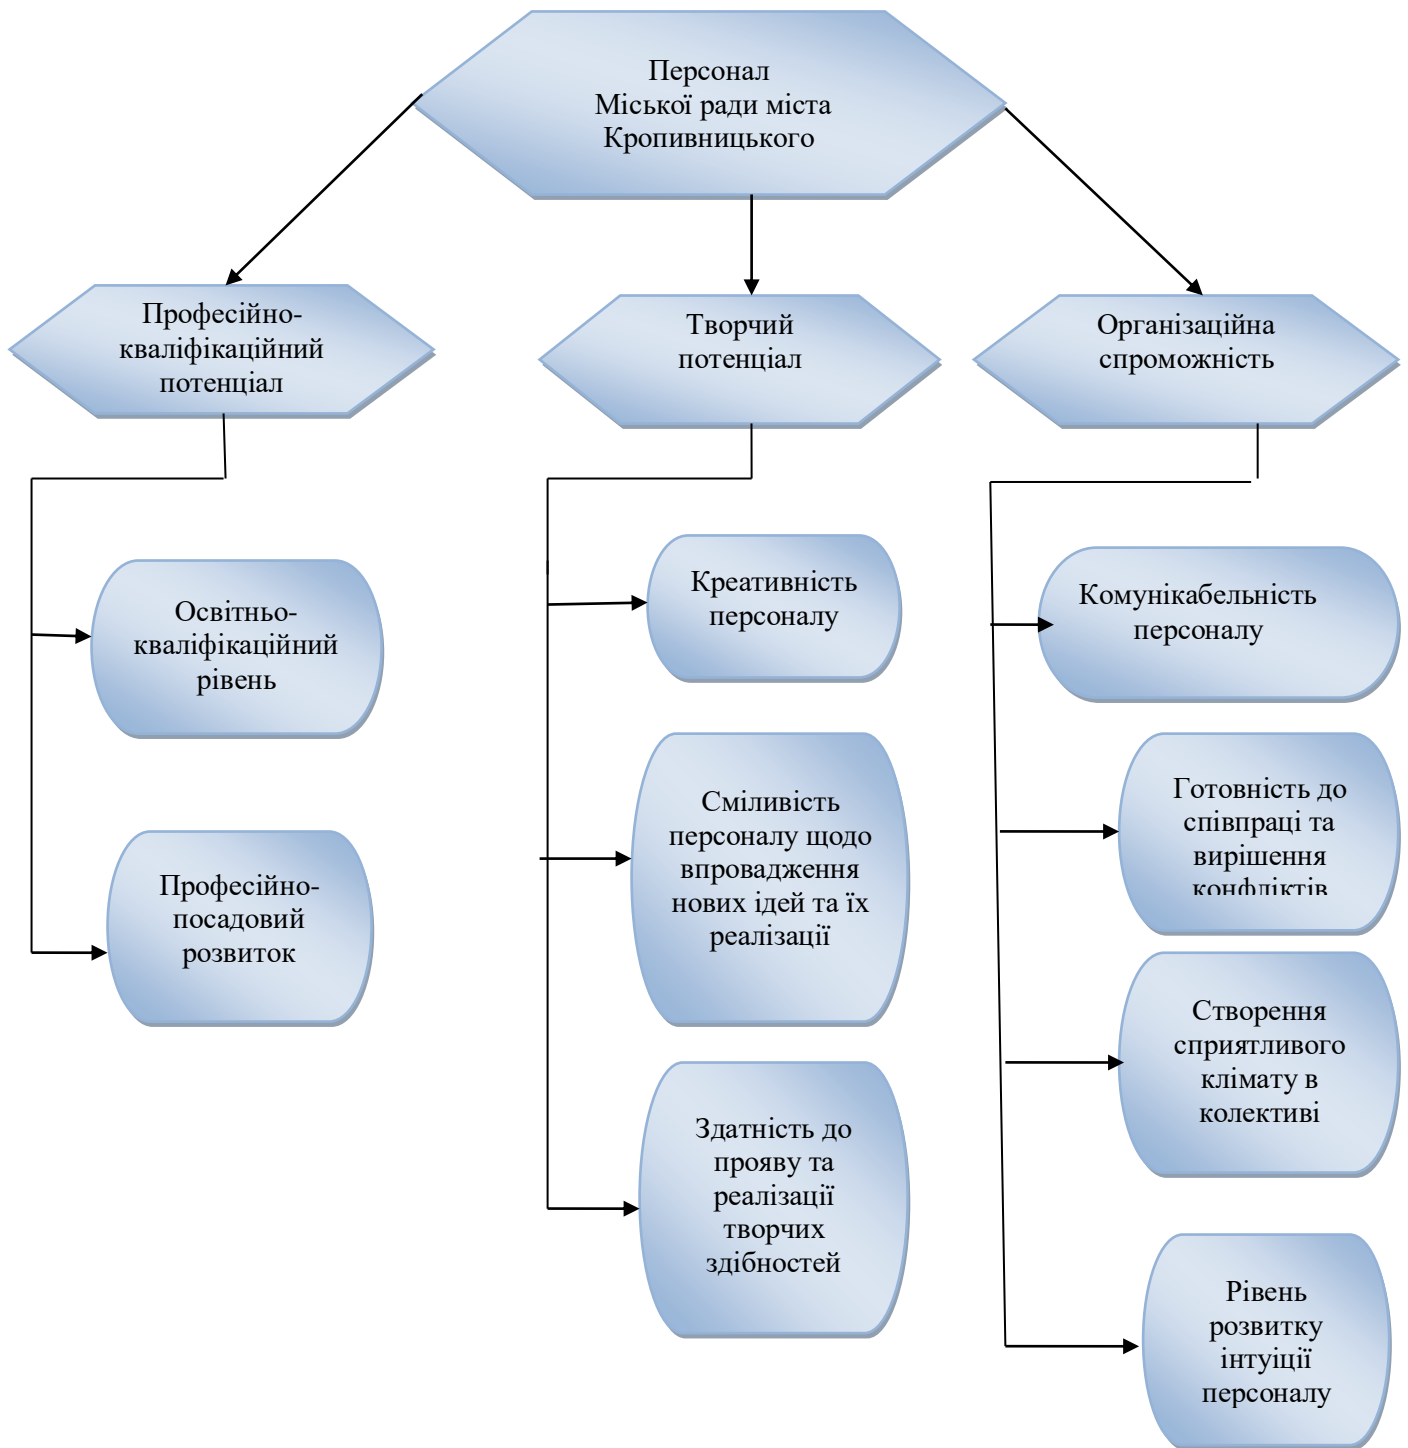 Персонал
Міської ради міста
Кропивницького
Професійно-
кваліфікаційний
потенціал
Творчий
потенціал
Організаційна
спроможність
Освітньо-
кваліфікаційний
рівень
Професійно-
посадовий
розвиток
Креативність
персоналу
Сміливість
персоналу щодо
впровадження
нових ідей та їх
реалізації
Здатність до
прояву та
реалізації
творчих
здібностей
Комунікабельність
персоналу
Готовність до
співпраці та
вирішення
конфліктів
Створення
сприятливого
клімату в
колективі
Рівень
розвитку
інтуіції
персоналу